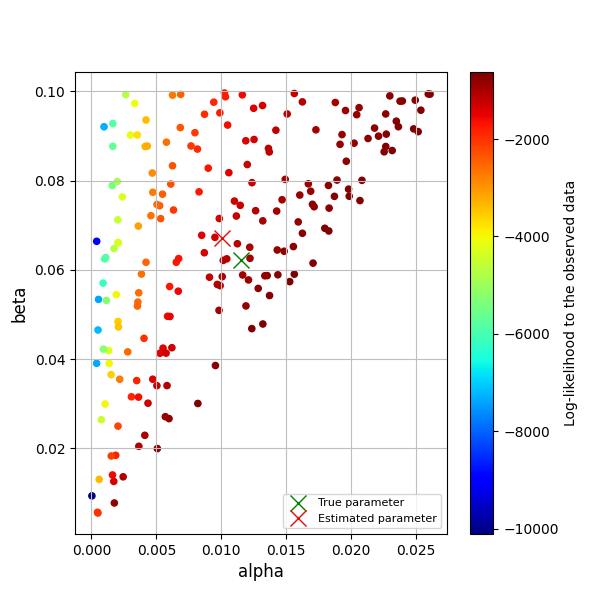 0.10
0.08
0.06
0.04
0.02
beta
0.000 0.005 0.010 0.015 0.020 0.025
alpha
True parameter
Estimated parameter
−2000
−4000
−6000
−8000
−10000
Log-likelihood to the observed data